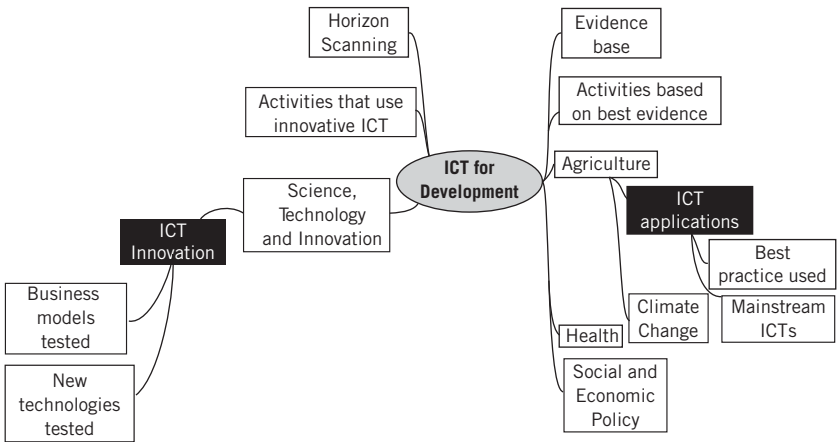 Horizon
Scanning
Activities that use
innovative ICT
Science,
Technology
and Innovation
ICT
Innovation
Business
models
tested
New
technologies
tested
ICT for
Development
Evidence
base
Activities based
on best evidence
Agriculture
ICT
applications
Best
practice used
Mainstream
ICTs
Climate
Change
Health
Social and
Economic
Policy